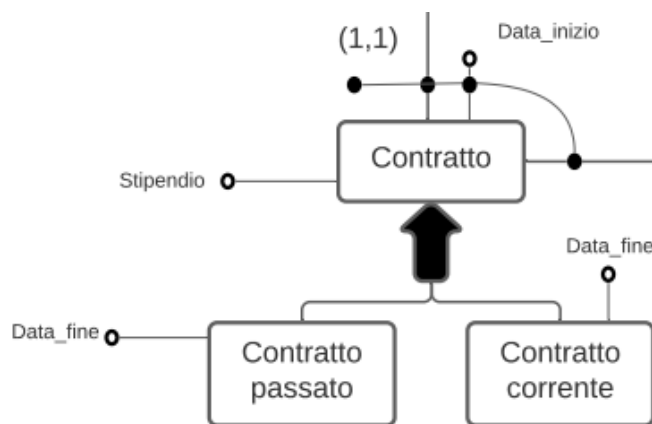 Data_inizio
(1,1)
Contratto
Stipendio
Data_fine
Data_fine
Contratto
passato
Contratto
corrente